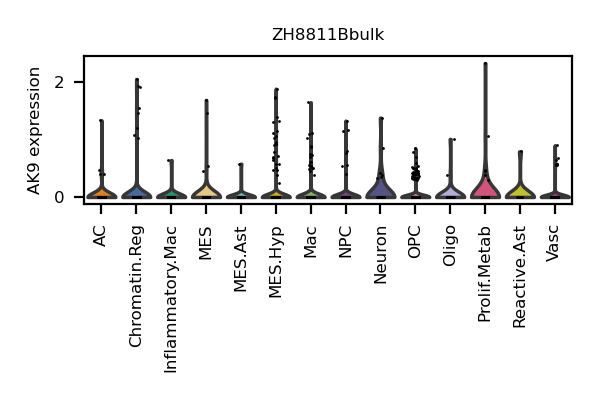 ZH8811Bbulk
AK9 expression
2
0
AC
Chromatin.Reg
Inflammatory.Mac
MES
MES.Ast
MES.Hyp
Mac
NPC
Neuron
OPC
Oligo
Prolif.Metab
Reactive.Ast
Vasc